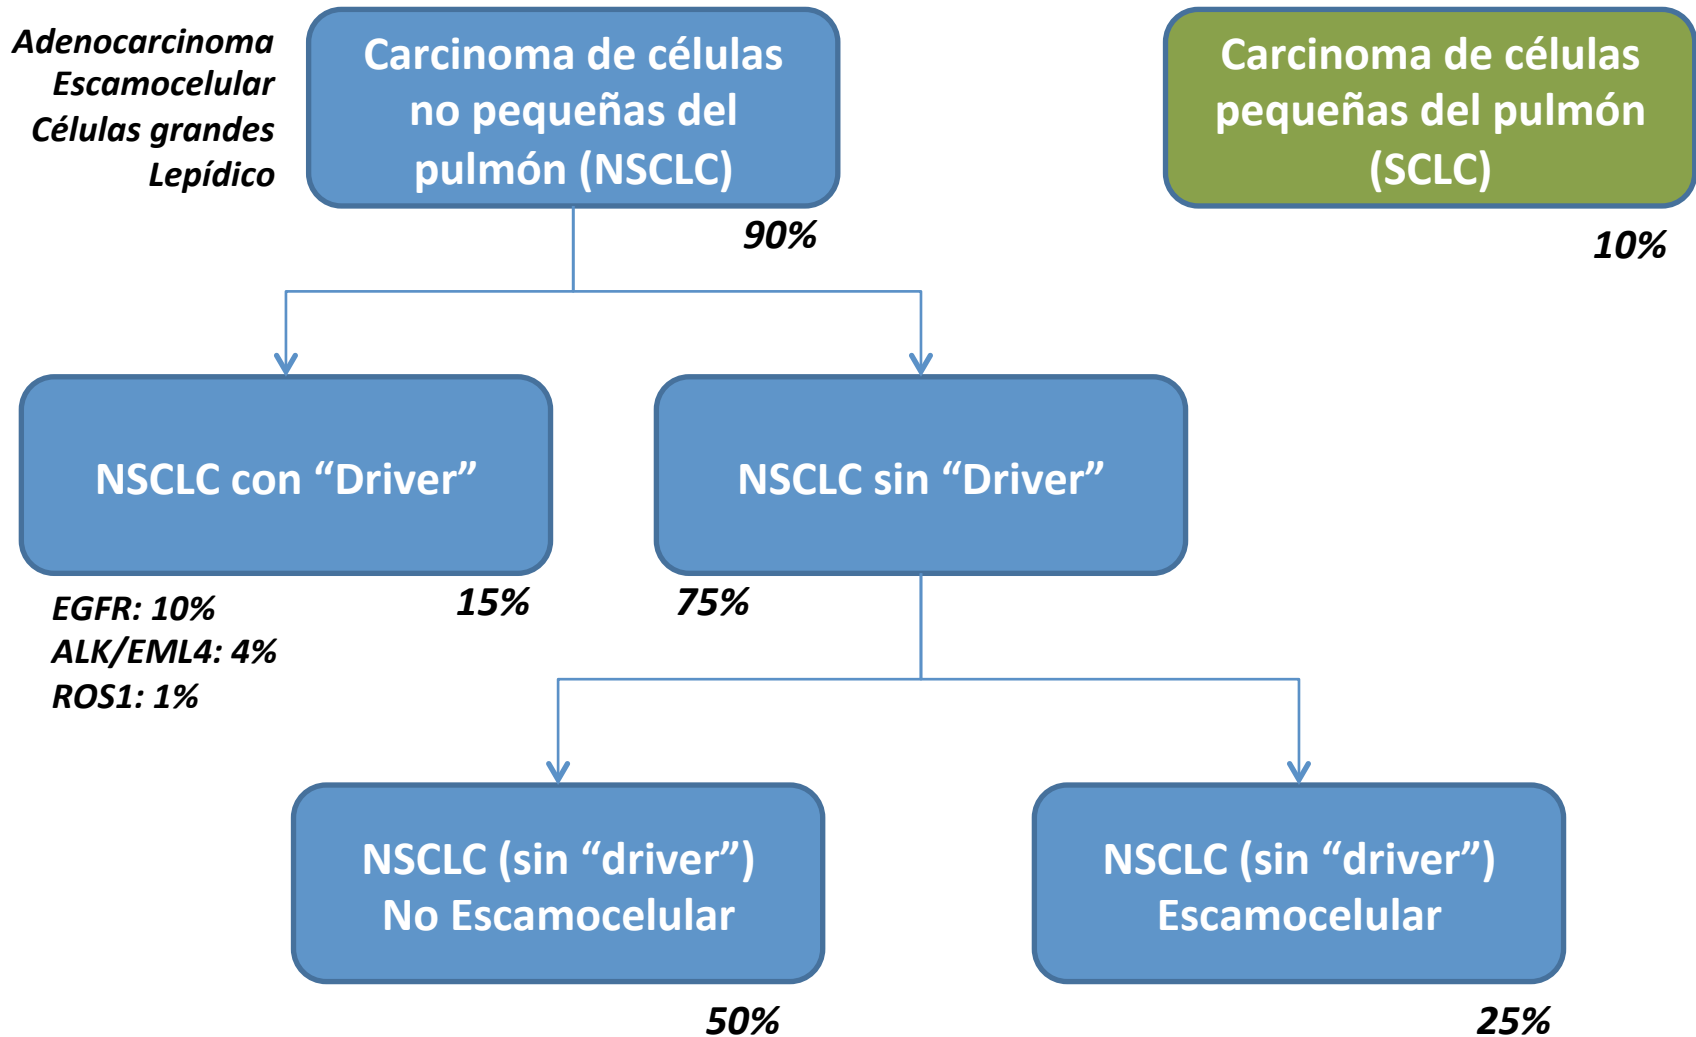 Adenocarcinoma
Escamocelular
Células grandes
Lepídico
Carcinoma de células
no pequeñas del
pulmón (NSCLC)
90%
Carcinoma de células
pequeñas del pulmón
(SCLC)
10%
NSCLC con “Driver”
15%
EGFR: 10%
ALK/EML4: 4%
ROS1: 1%
NSCLC sin “Driver”
75%
NSCLC (sin “driver”)
No Escamocelular
50%
NSCLC (sin “driver”)
Escamocelular
25%